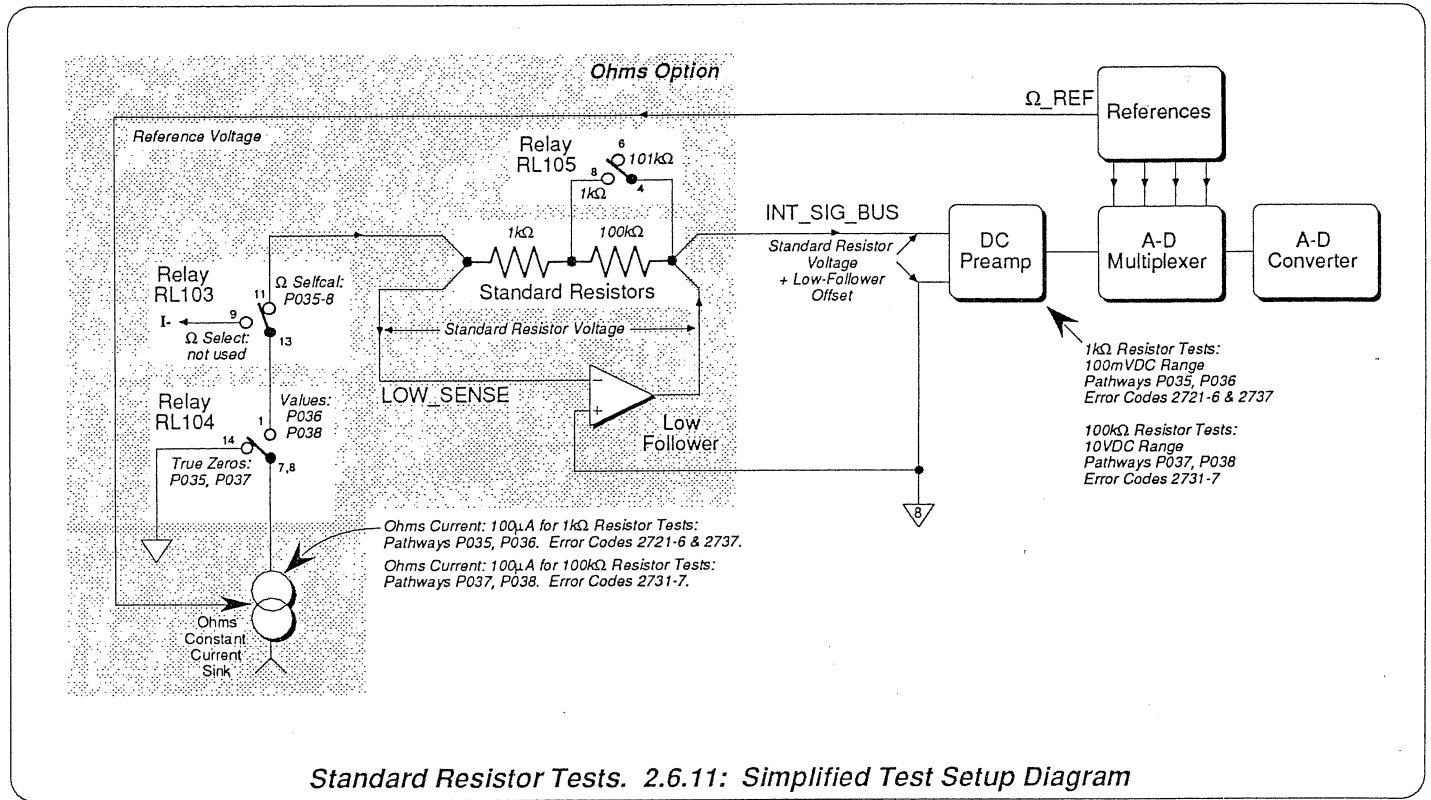 Ohms Option
Ω_REF
References
Reference Voltage
Relay
RL105
6
101kΩ
8
1kΩ
4
INT_SIG_BUS
Standard Resistor
Voltage
+ Low-Follower
Offset
DC
Preamp
A-D
Multiplexer
A-D
Converter
1kΩ
100kΩ
Standard Resistors
Relay
RL103
11
Ω Selfcal:
P035-8
I-
9
Ω Select:
not used
13
Standard Resistor Voltage
LOW_SENSE
−
+
Low
Follower
1kΩ Resistor Tests:
100mVDC Range
Pathways P035, P036
Error Codes 2721-6 & 2737
100kΩ Resistor Tests:
10VDC Range
Pathways P037, P038
Error Codes 2731-7
Relay
RL104
Values:
P036
P038
1
14
7,8
True Zeros:
P035, P037
8
Ohms Current: 100µA for 1kΩ Resistor Tests:
Pathways P035, P036. Error Codes 2721-6 & 2737.
Ohms Current: 100µA for 100kΩ Resistor Tests:
Pathways P037, P038. Error Codes 2731-7.
Ohms
Constant
Current
Sink
Standard Resistor Tests. 2.6.11: Simplified Test Setup Diagram